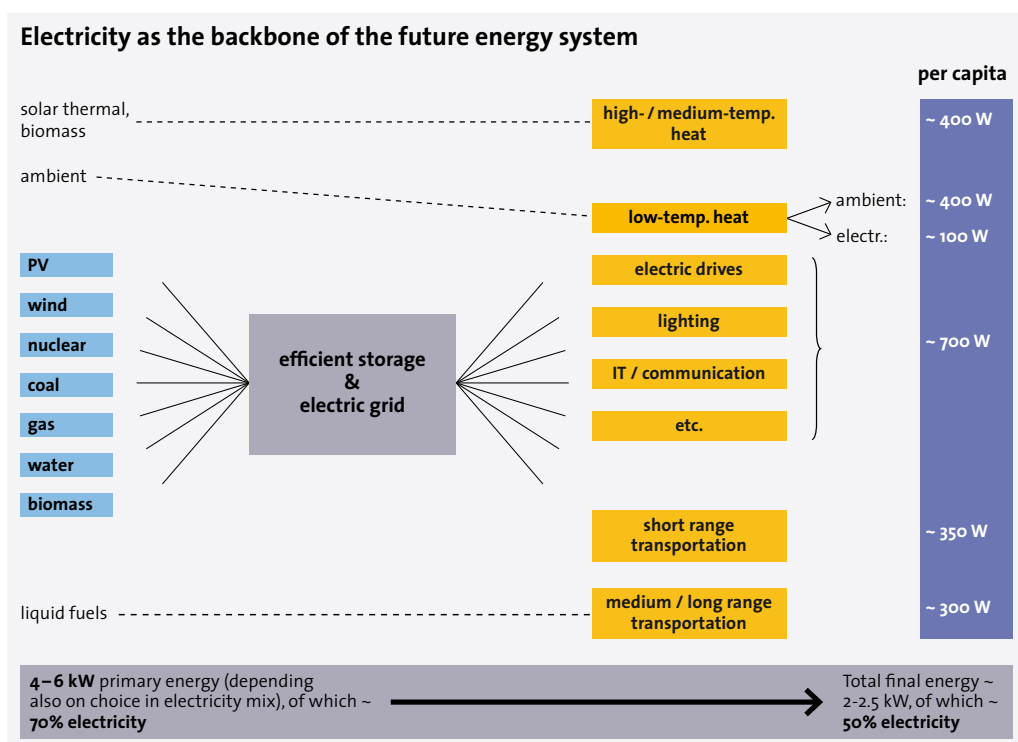 Electricity as the backbone of the future energy system
per capita
solar thermal,
biomass
high- / medium-temp.
heat
~ 400 W
ambient
low-temp. heat
ambient:
~ 400 W
electr.:
~ 100 W
PV
wind
nuclear
coal
gas
water
biomass
efficient storage
&
electric grid
electric drives
lighting
IT / communication
etc.
~ 700 W
short range
transportation
~ 350 W
liquid fuels
medium / long range
transportation
~ 300 W
4–6 kW primary energy (depending
also on choice in electricity mix), of which ~
70% electricity
Total final energy ~
2-2.5 kW, of which ~
50% electricity